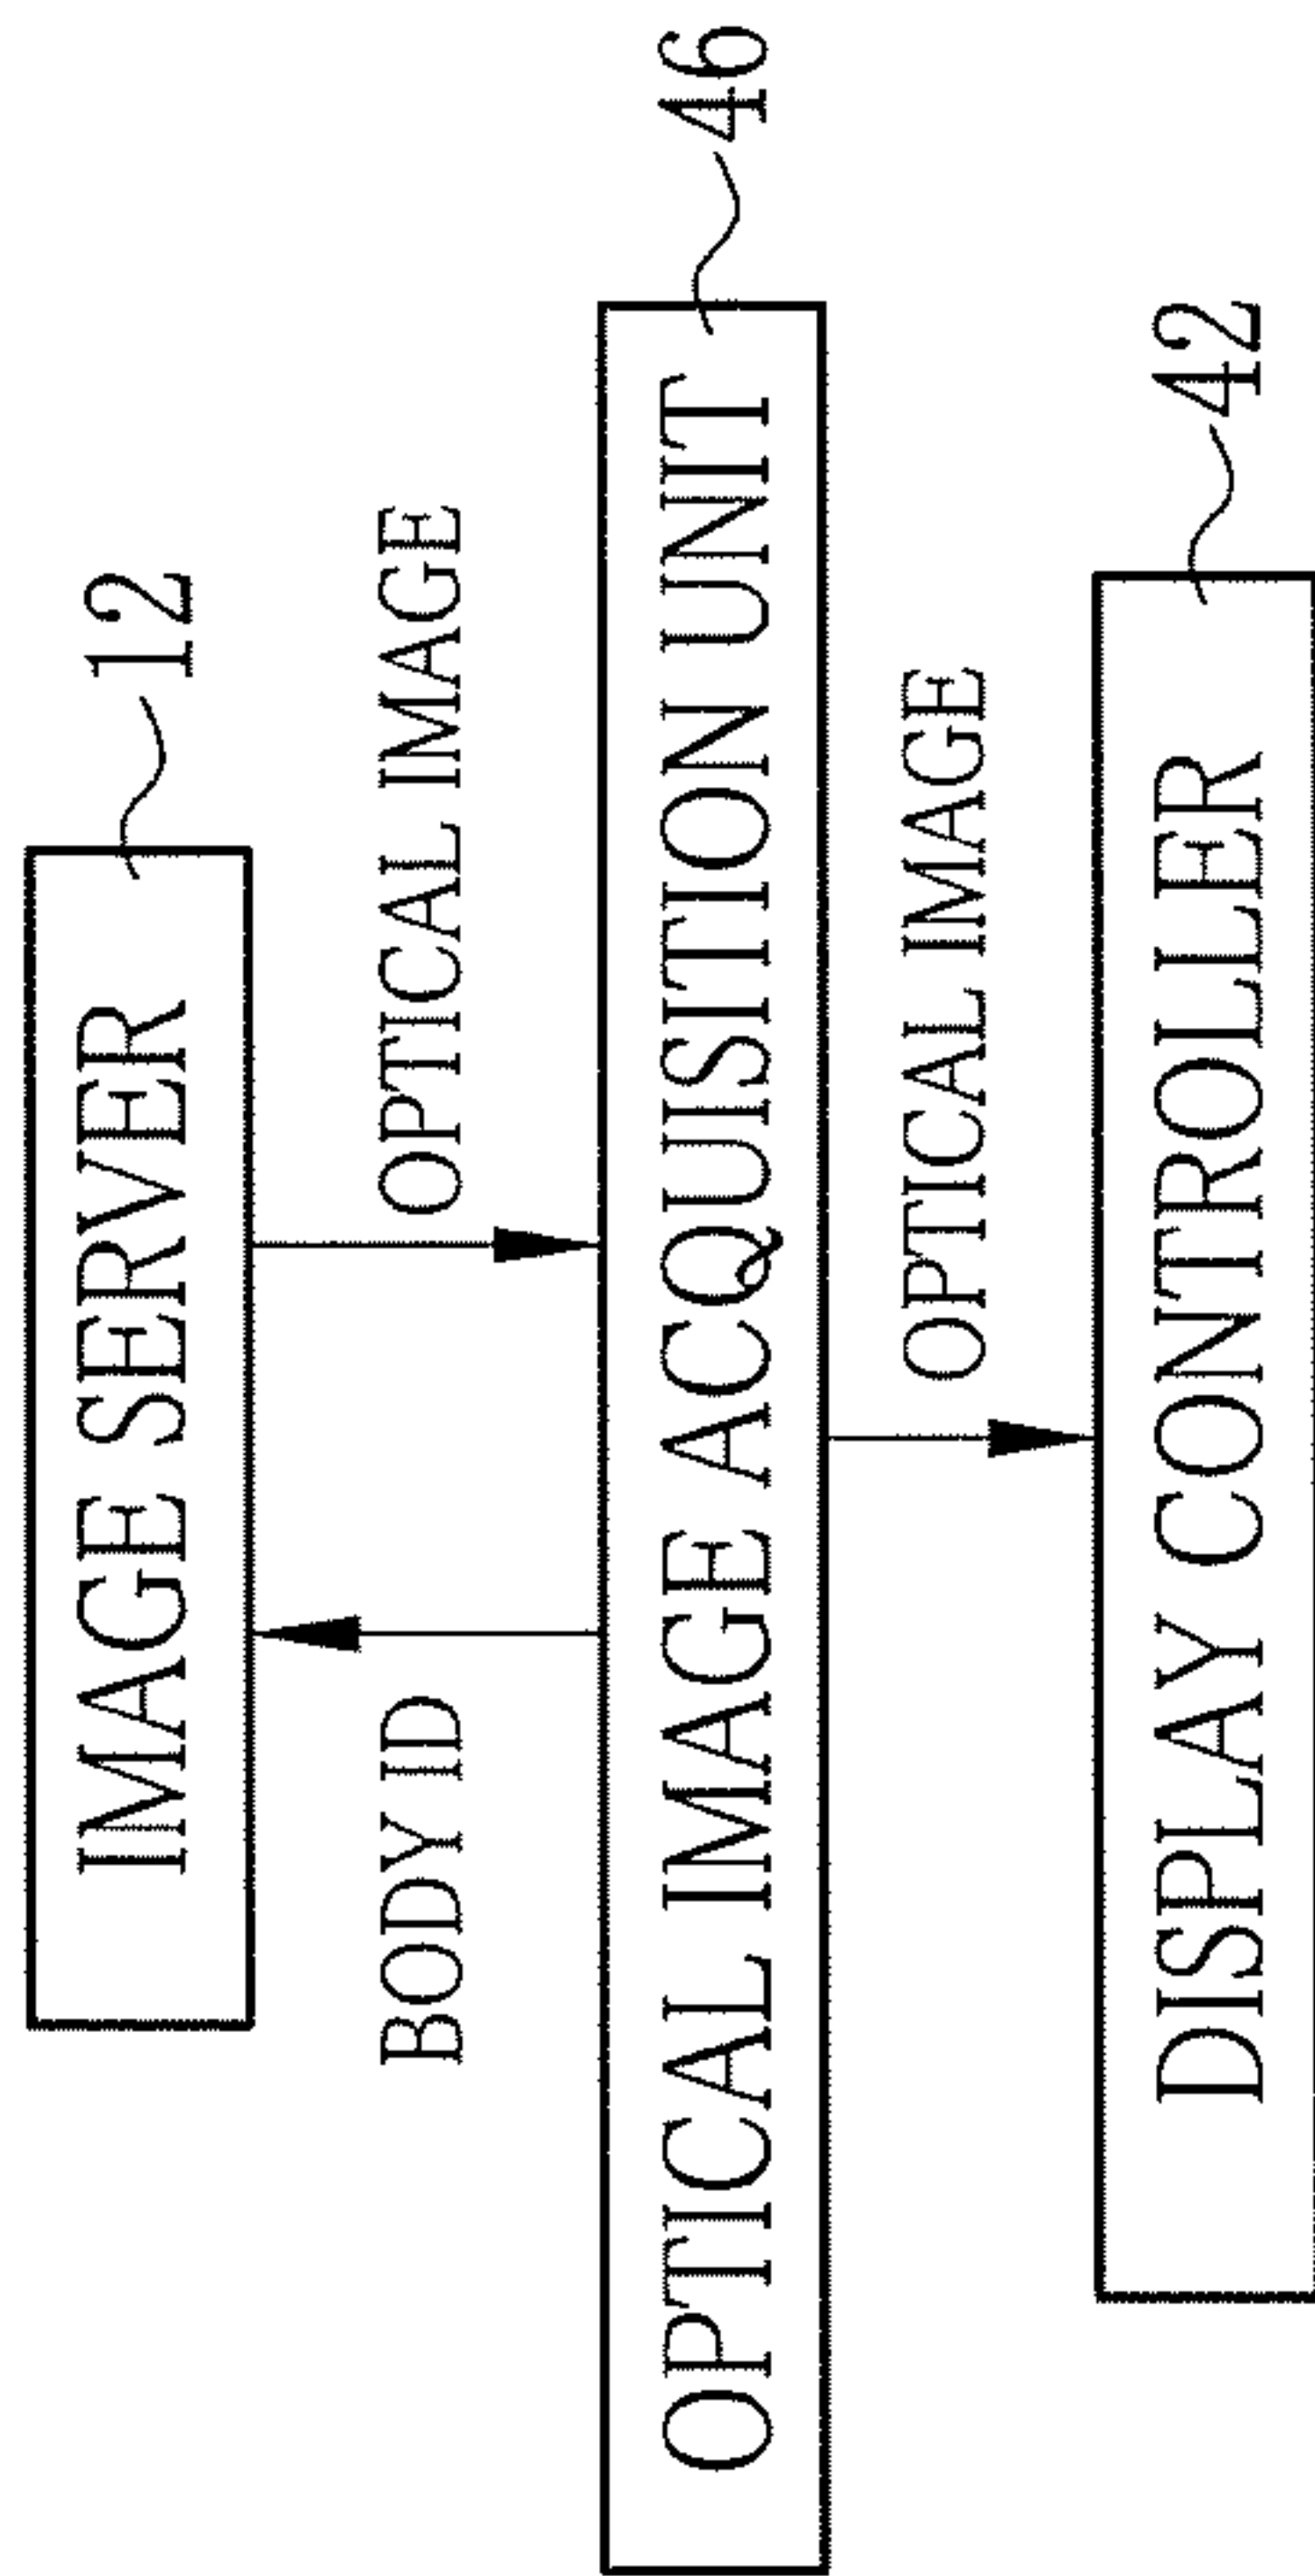 IMAGE SERVER
12
BODY ID
OPTICAL IMAGE
OPTICAL IMAGE ACQUISITION UNIT
46
OPTICAL IMAGE
DISPLAY CONTROLLER
42